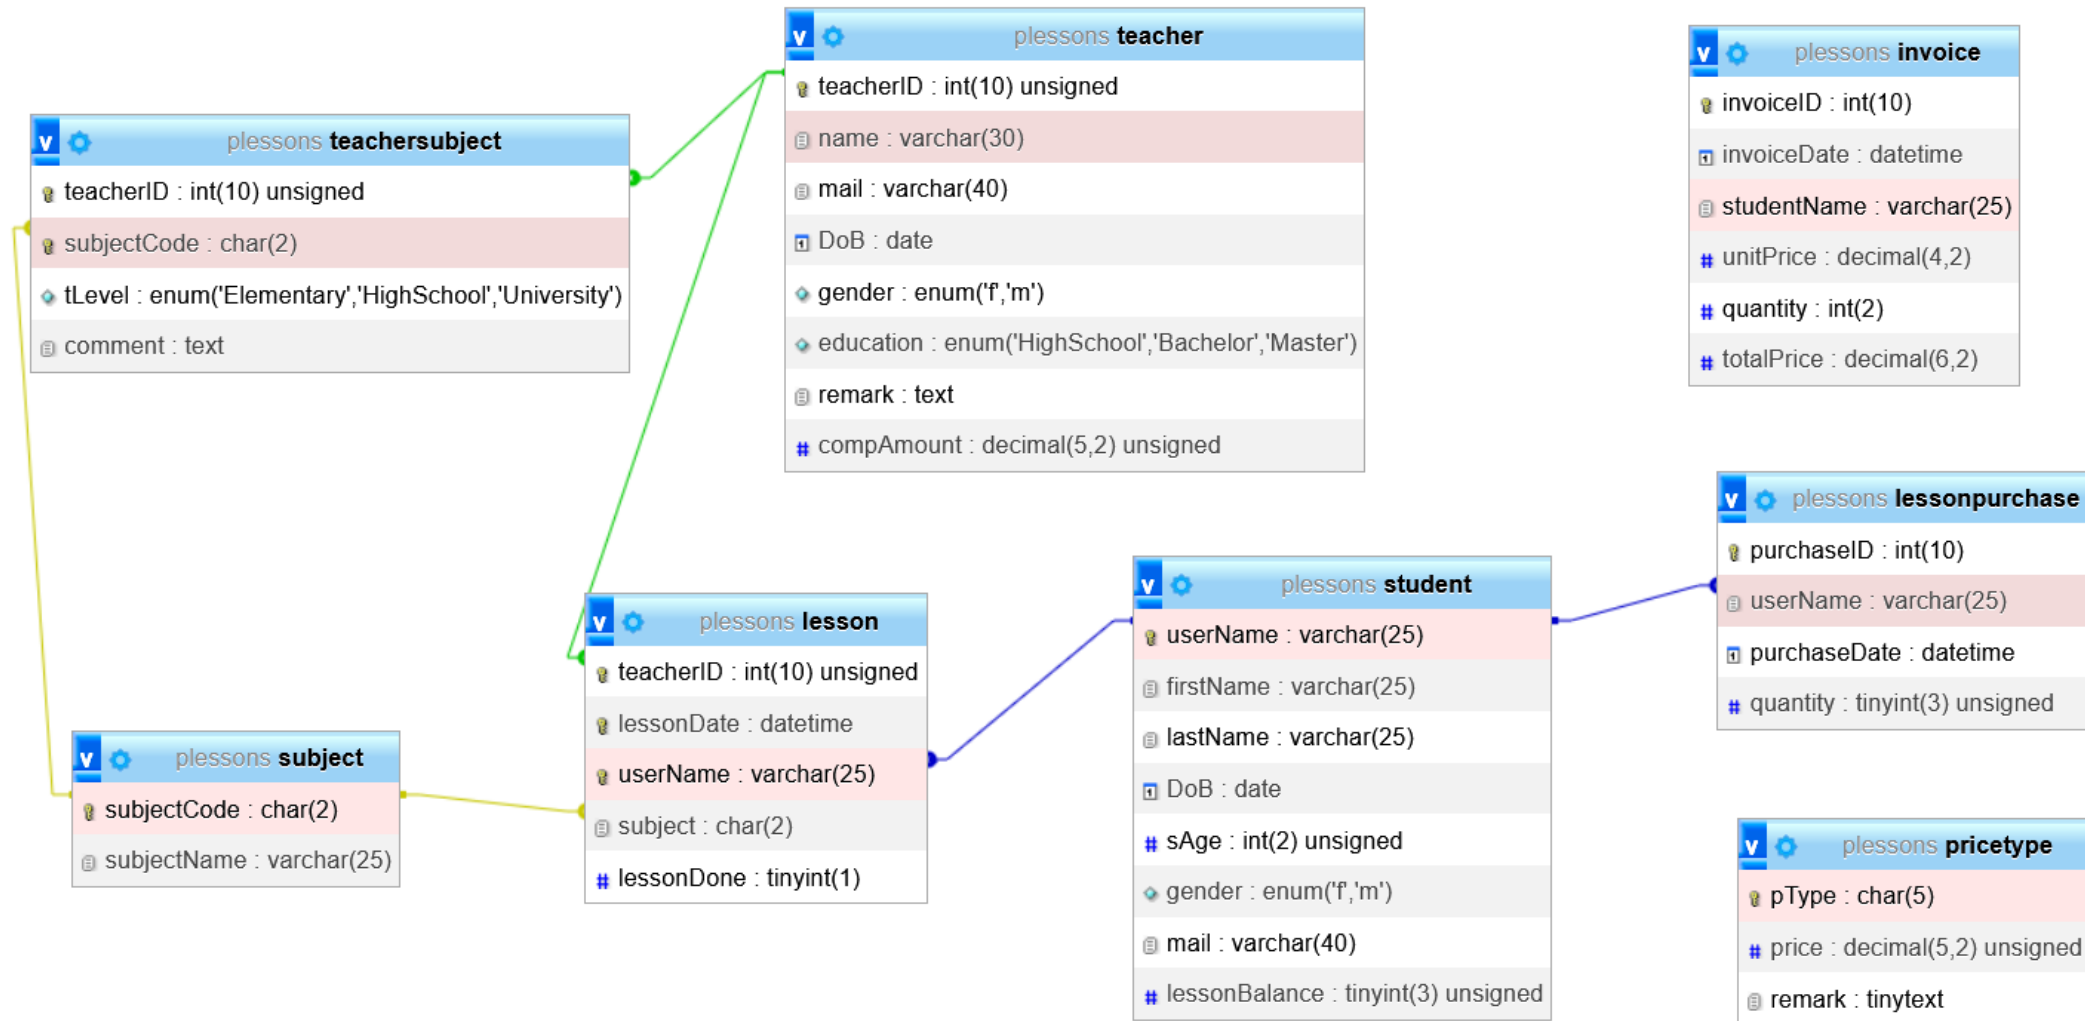 v plessons teachersubject
teacherID : int(10) unsigned
subjectCode : char(2)
tLevel : enum('Elementary','HighSchool','University')
comment : text
v plessons teacher
teacherID : int(10) unsigned
name : varchar(30)
mail : varchar(40)
DoB : date
gender : enum('f','m')
education : enum('HighSchool','Bachelor','Master')
remark : text
# compAmount : decimal(5,2) unsigned
v plessons invoice
invoiceID : int(10)
invoiceDate : datetime
studentName : varchar(25)
# unitPrice : decimal(4,2)
# quantity : int(2)
# totalPrice : decimal(6,2)
v plessons subject
subjectCode : char(2)
subjectName : varchar(25)
v plessons lesson
teacherID : int(10) unsigned
lessonDate : datetime
userName : varchar(25)
subject : char(2)
# lessonDone : tinyint(1)
v plessons student
userName : varchar(25)
firstName : varchar(25)
lastName : varchar(25)
DoB : date
# sAge : int(2) unsigned
gender : enum('f','m')
mail : varchar(40)
# lessonBalance : tinyint(3) unsigned
v plessons lessonpurchase
purchaseID : int(10)
userName : varchar(25)
purchaseDate : datetime
# quantity : tinyint(3) unsigned
v plessons pricetype
pType : char(5)
# price : decimal(5,2) unsigned
remark : tinytext